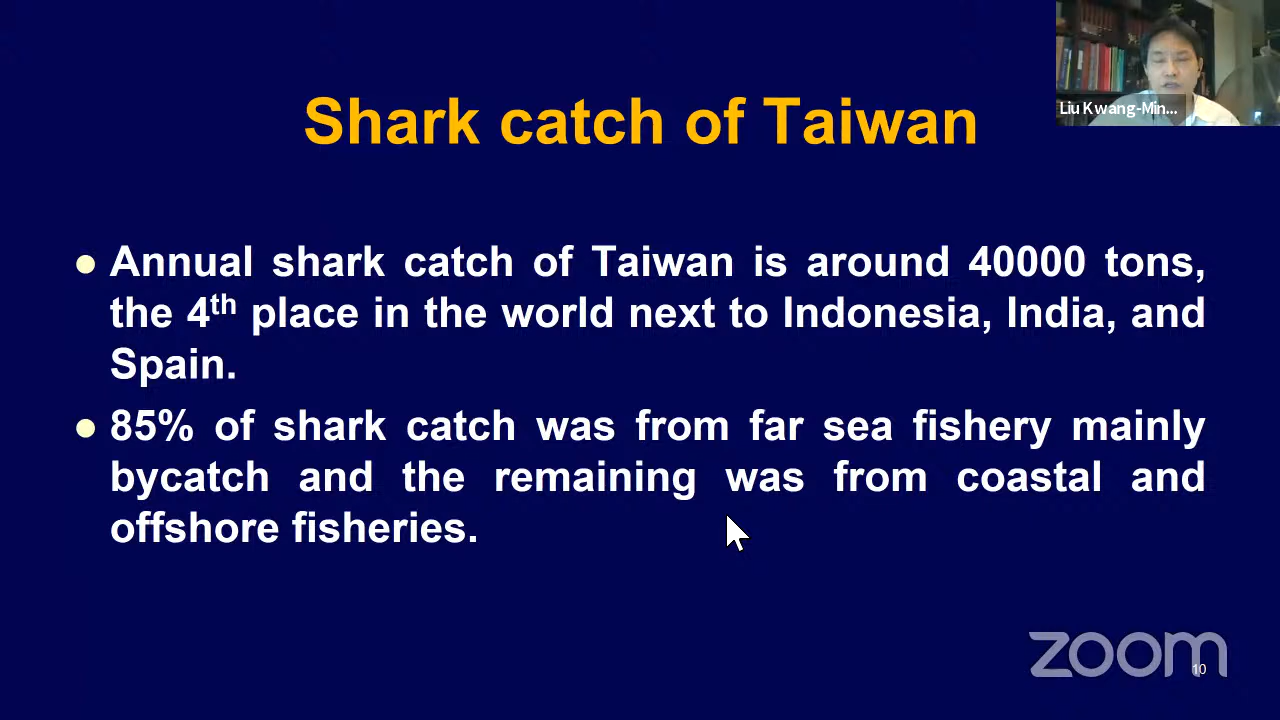 Liu Kwang-Min...
Shark catch of Taiwan
● Annual shark catch of Taiwan is around 40000 tons,
the 4th place in the world next to Indonesia, India, and
Spain.
● 85% of shark catch was from far sea fishery mainly
bycatch and the remaining was from coastal and
offshore fisheries.
zoom
10